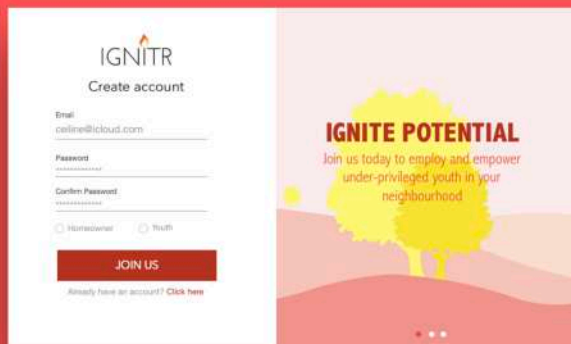 IGNITR
Create account
Email
celline@icloud.com
Password
Confirm Password
Homeowner Youth
JOIN US
Already have an account? Click here
IGNITE POTENTIAL
Join us today to employ and empower
under-privileged youth in your
neighbourhood